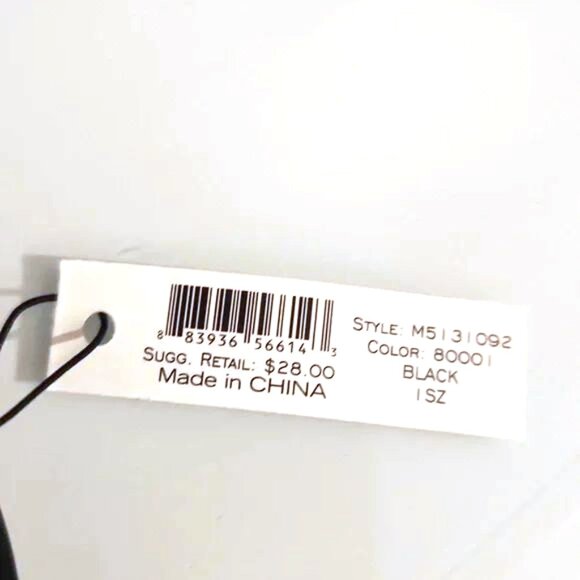 8 83936 56614 3
SUGG. RETAIL: $28.00
Made in CHINA
STYLE: M5131092
COLOR: 80001
BLACK
1SZ